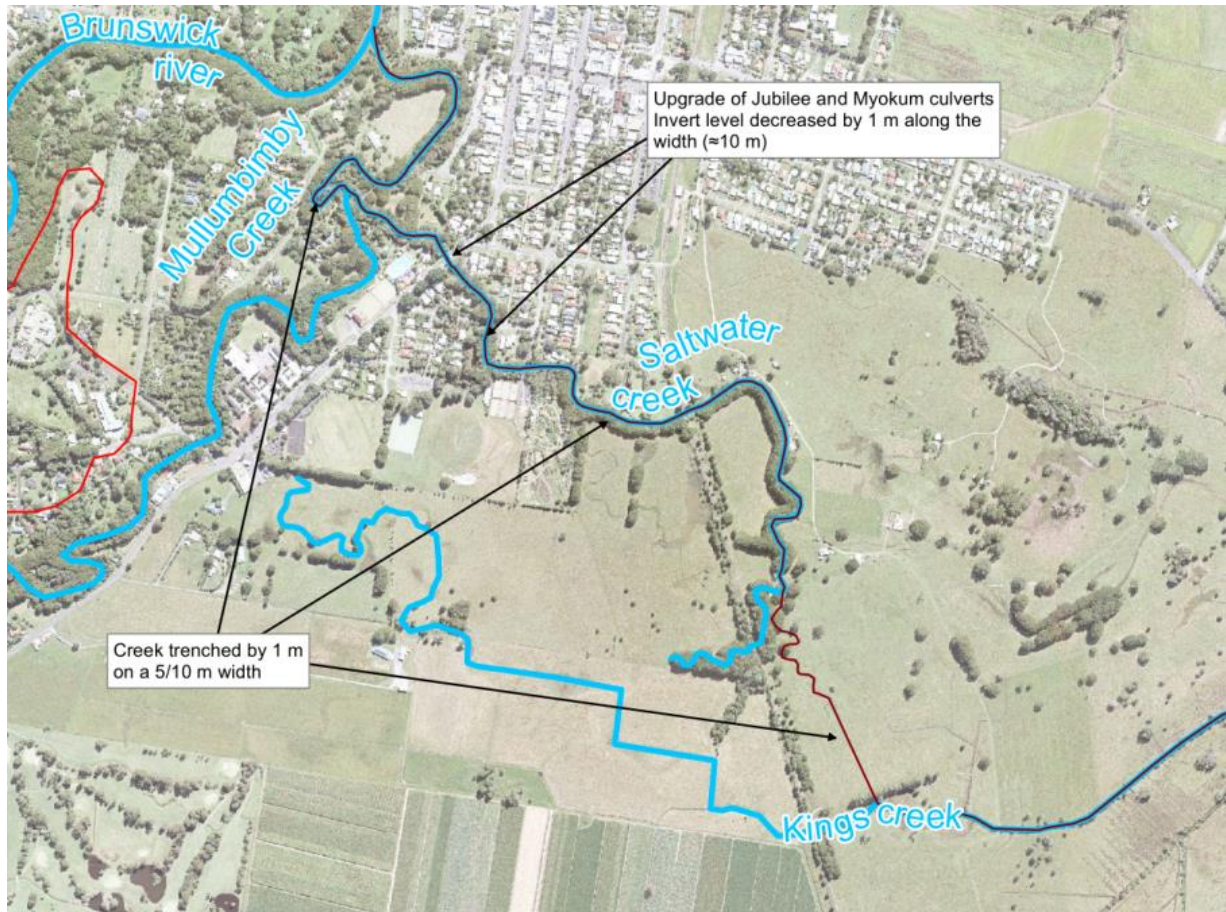 Brunswick
river
Upgrade of Jubilee and Myokum culverts
Invert level decreased by 1 m along the
width (≈10 m)
Mullumbimby
Creek
Saltwater
creek
Creek trenched by 1 m
on a 5/10 m width
Kings creek